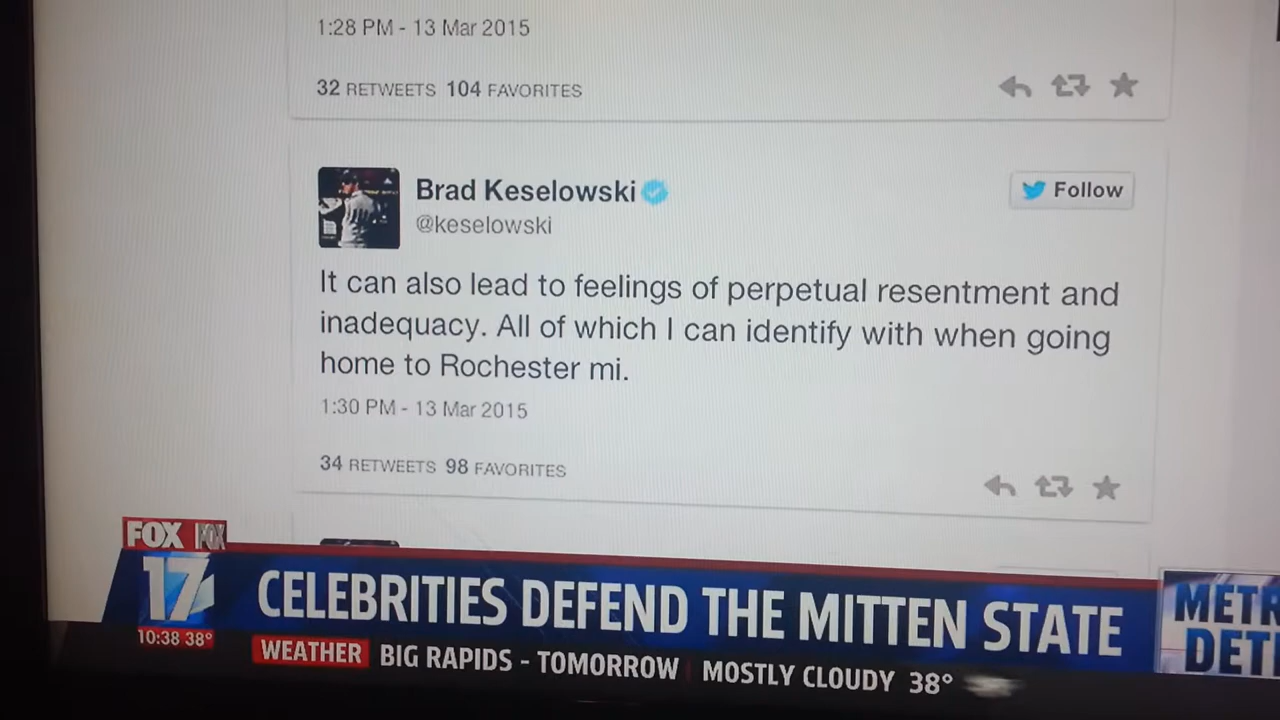 1:28 PM - 13 Mar 2015
32 RETWEETS 104 FAVORITES
Brad Keselowski
Follow
@keselowski
It can also lead to feelings of perpetual resentment and
inadequacy. All of which I can identify with when going
home to Rochester mi.
1:30 PM - 13 Mar 2015
34 RETWEETS 98 FAVORITES
FOX FOX
17
CELEBRITIES DEFEND THE MITTEN STATE
10:38 38°
WEATHER BIG RAPIDS - TOMORROW MOSTLY CLOUDY 38°
METR
DET